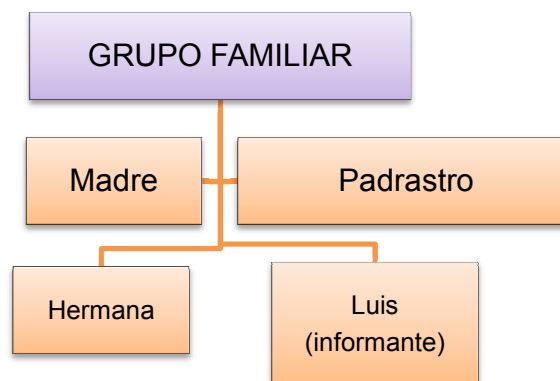 GRUPO FAMILIAR
Madre
Padrastro
Hermana
Luis
(informante)